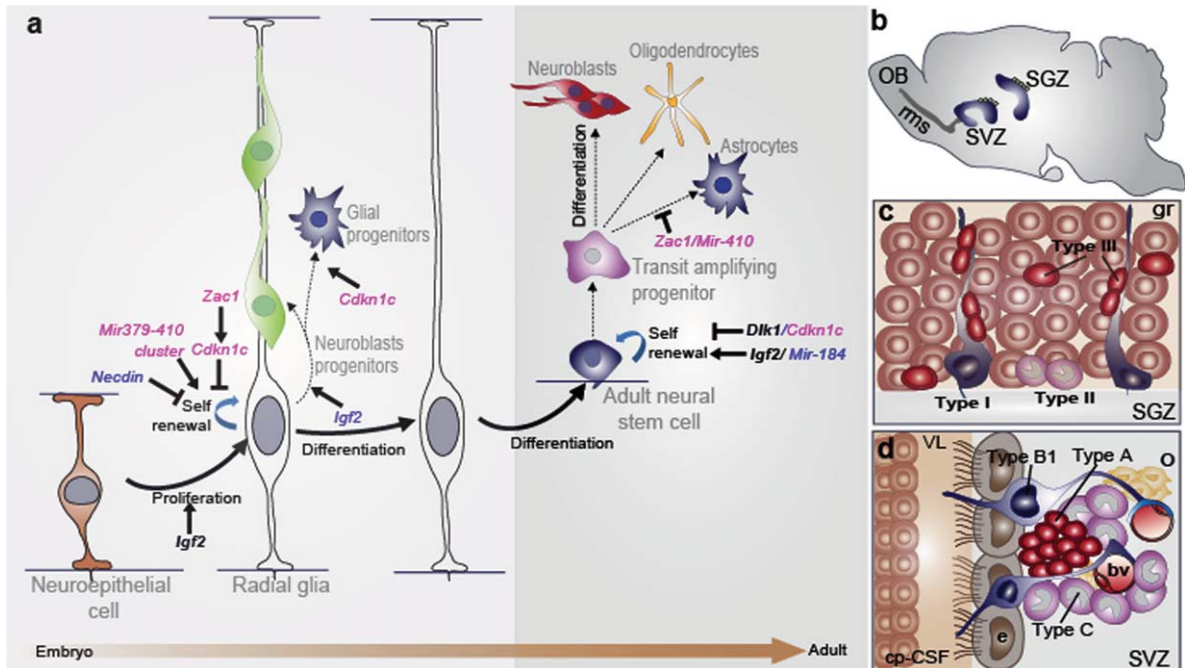 a
Neuroblasts
Oligodendrocytes
Astrocytes
Differentiation
Zac1/Mir-410
Transit amplifying
progenitor
Glial
progenitors
Cdkn1c
Zac1
Mir379-410
cluster
Cdkn1c
Necdin
Self
renewal
Neuroblasts
progenitors
Igf2
Differentiation
Proliferation
Igf2
Self
renewal
Dlk1/Cdkn1c
Igf2/ Mir-184
Adult neural
stem cell
Differentiation
Neuroepithelial
cell
Radial glia
Embryo
Adult
b
OB
rms
SVZ
SGZ
c
gr
Type III
Type I
Type II
SGZ
d
VL
Type B1
Type A
O
bv
Type C
e
cp-CSF
SVZ